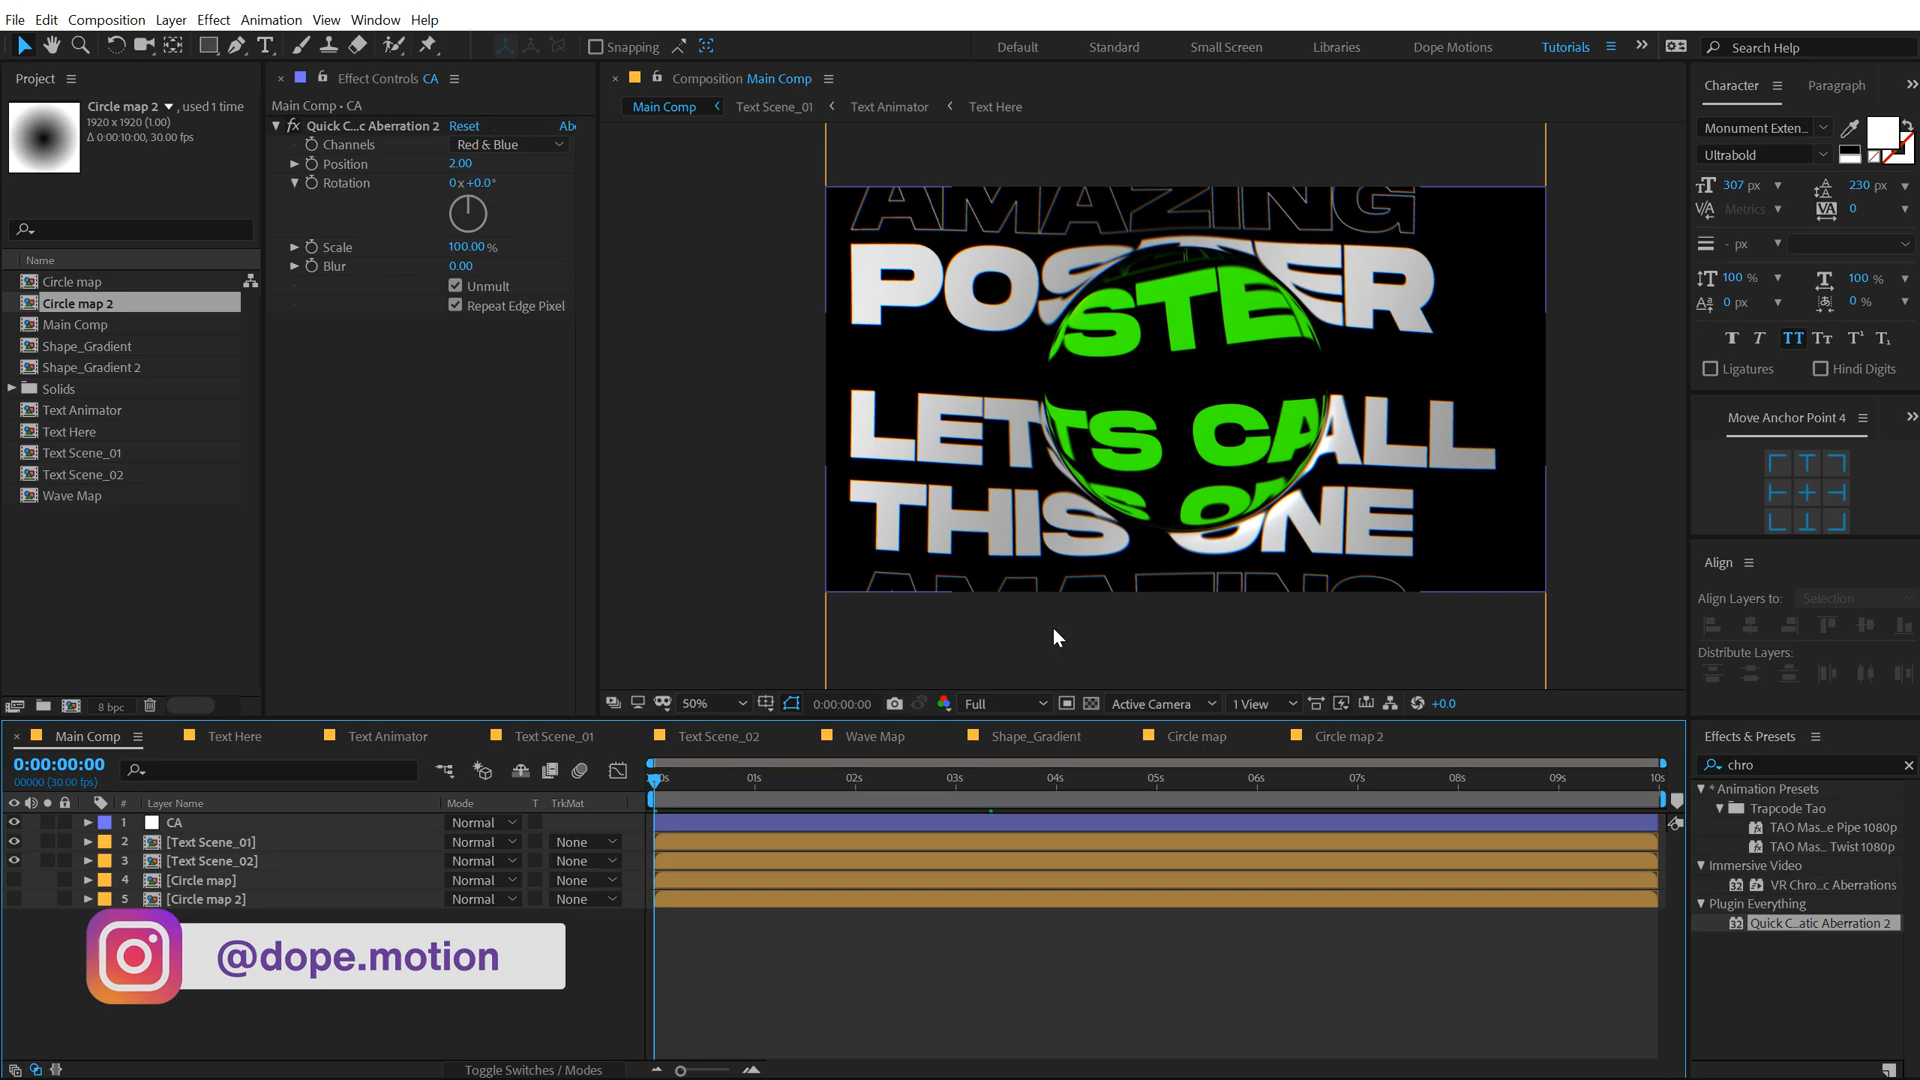 File Edit Composition Layer Effect Animation View Window Help
Snapping
Default Standard Small Screen Libraries Dope Motions Tutorials
Search Help
Project
Circle map 2 , used 1 time
1920 x 1920 (1.00)
Δ 0:00:10:00, 30.00 fps
Name
Circle map
Circle map 2
Main Comp
Shape_Gradient
Shape_Gradient 2
Solids
Text Animator
Text Here
Text Scene_01
Text Scene_02
Wave Map
8 bpc
Effect Controls CA
Main Comp • CA
fx Quick C...c Aberration 2 Reset Ab
Channels Red & Blue
Position 2.00
Rotation 0x+0.0°
Scale 100.00 %
Blur 0.00
Unmult
Repeat Edge Pixel
Composition Main Comp
Main Comp Text Scene_01 Text Animator Text Here
AMAZING
POSTER
STE
LET'S CALL
TS CA
THIS ONE
AMAZING
50% 0:00:00:00 Full Active Camera 1 View +0.0
Character Paragraph
Monument Exten...
Ultrabold
307 px 230 px
Metrics 0
- px
100 % 100 %
0 px 0 %
Ligatures Hindi Digits
Move Anchor Point 4
Align
Align Layers to: Selection
Distribute Layers:
Main Comp Text Here Text Animator Text Scene_01 Text Scene_02 Wave Map Shape_Gradient Circle map Circle map 2
0:00:00:00
00000 (30.00 fps)
01s 02s 03s 04s 05s 06s 07s 08s 09s 10s
# Layer Name Mode T TrkMat
1 CA Normal
2 [Text Scene_01] Normal None
3 [Text Scene_02] Normal None
4 [Circle map] Normal None
5 [Circle map 2] Normal None
@dope.motion
Toggle Switches / Modes
Effects & Presets
chro
* Animation Presets
Trapcode Tao
TAO Mas...e Pipe 1080p
TAO Mas... Twist 1080p
Immersive Video
VR Chro...c Aberrations
Plugin Everything
Quick C...atic Aberration 2